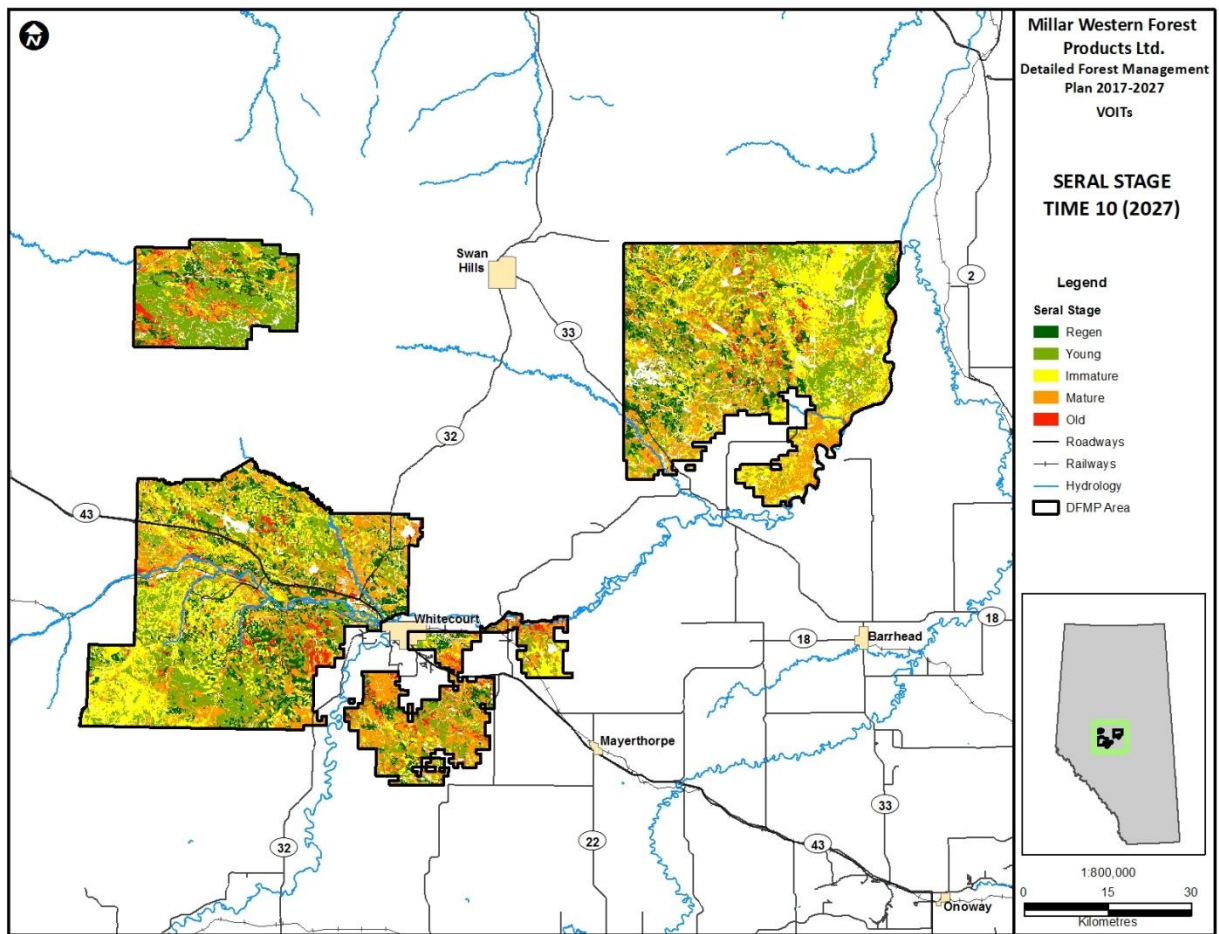 N
Swan
Hills
33
2
32
43
Whitecourt
18
18
Barrhead
Mayerthorpe
32
22
43
33
Onoway
Millar Western Forest
Products Ltd.
Detailed Forest Management
Plan 2017-2027
VOITs
SERAL STAGE
TIME 10 (2027)
Legend
Seral Stage
Regen
Young
Immature
Mature
Old
Roadways
Railways
Hydrology
DFMP Area
1:800,000
0 15 30
Kilometres